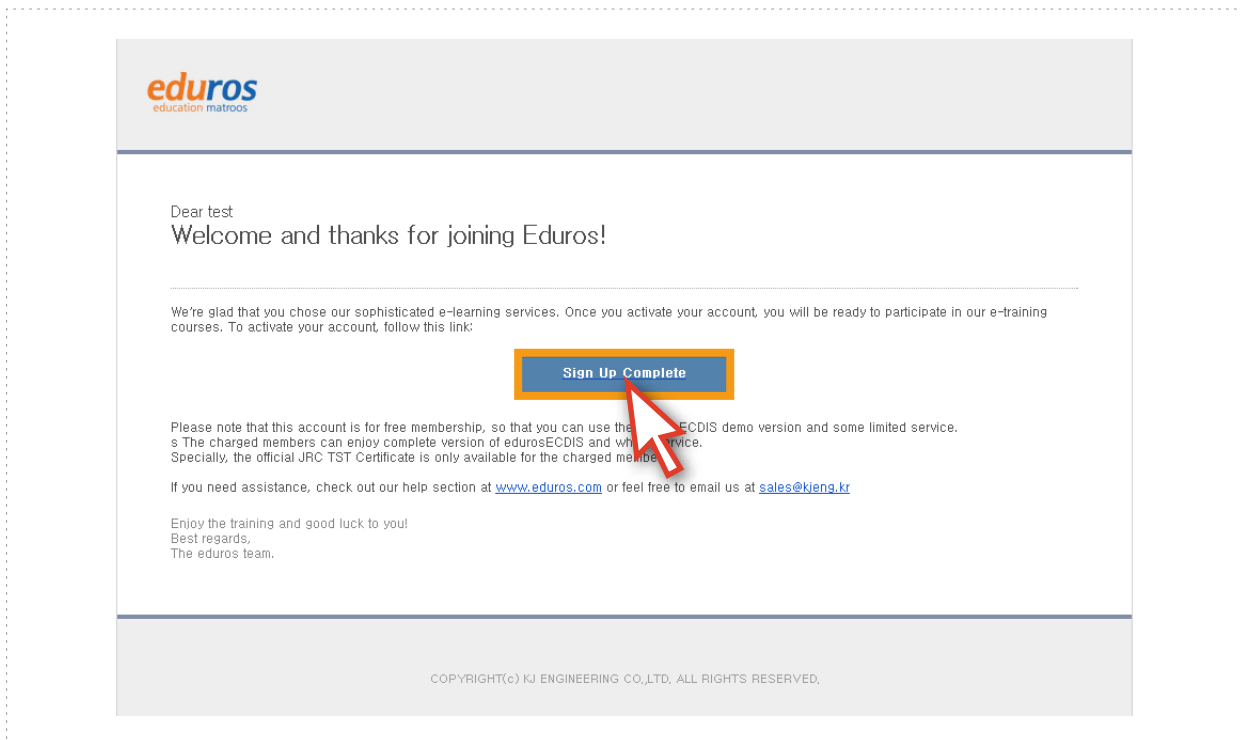 eduros
education matroos
Dear test
Welcome and thanks for joining Eduros!
We're glad that you chose our sophisticated e-learning services. Once you activate your account, you will be ready to participate in our e-training
courses. To activate your account, follow this link:
Sign Up Complete
Please note that this account is for free membership, so that you can use the ECDIS demo version and some limited service.
s The charged members can enjoy complete version of edurosECDIS and
Specially, the official JRC TST Certificate is only available for the charged
If you need assistance, check out our help section at www.eduros.com or feel free to email us at sales@kjeng.kr
Enjoy the training and good luck to you!
Best regards,
The eduros team.
COPYRIGHT(c) KJ ENGINEERING CO.,LTD. ALL RIGHTS RESERVED.